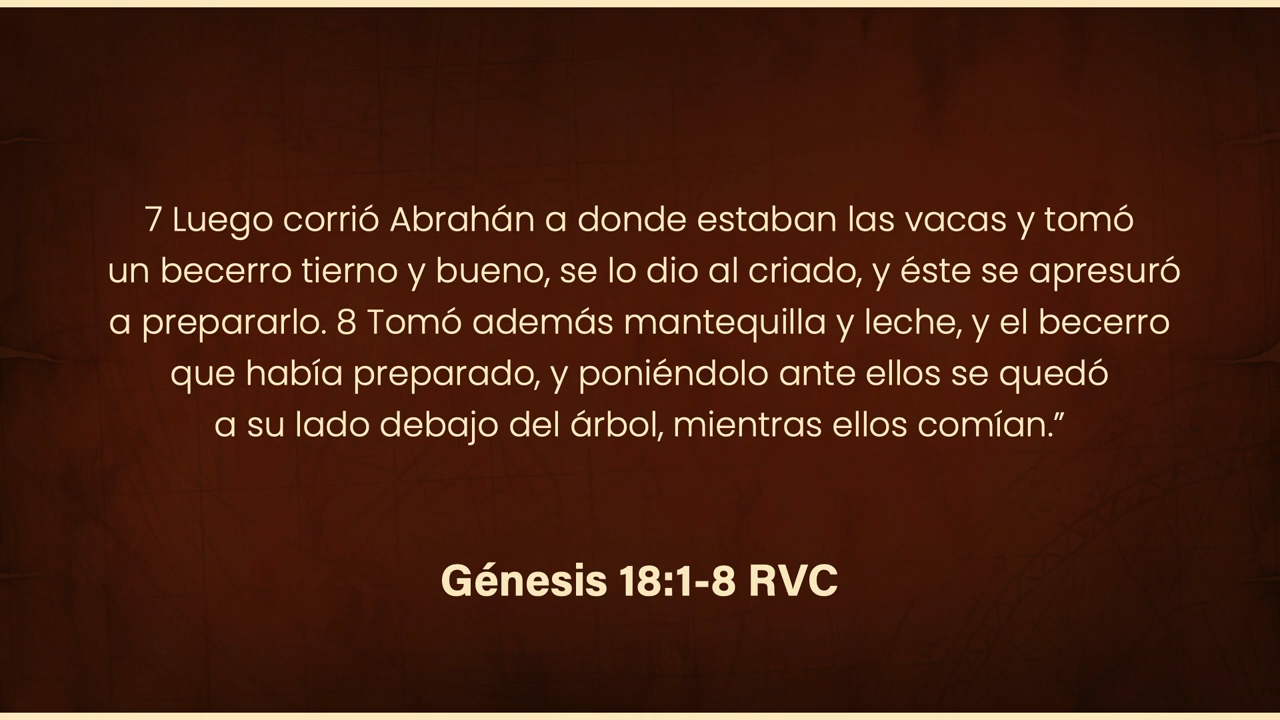 7 Luego corrió Abrahán a donde estaban las vacas y tomó
un becerro tierno y bueno, se lo dio al criado, y éste se apresuró
a prepararlo. 8 Tomó además mantequilla y leche, y el becerro
que había preparado, y poniéndolo ante ellos se quedó
a su lado debajo del árbol, mientras ellos comían.”
Génesis 18:1-8 RVC